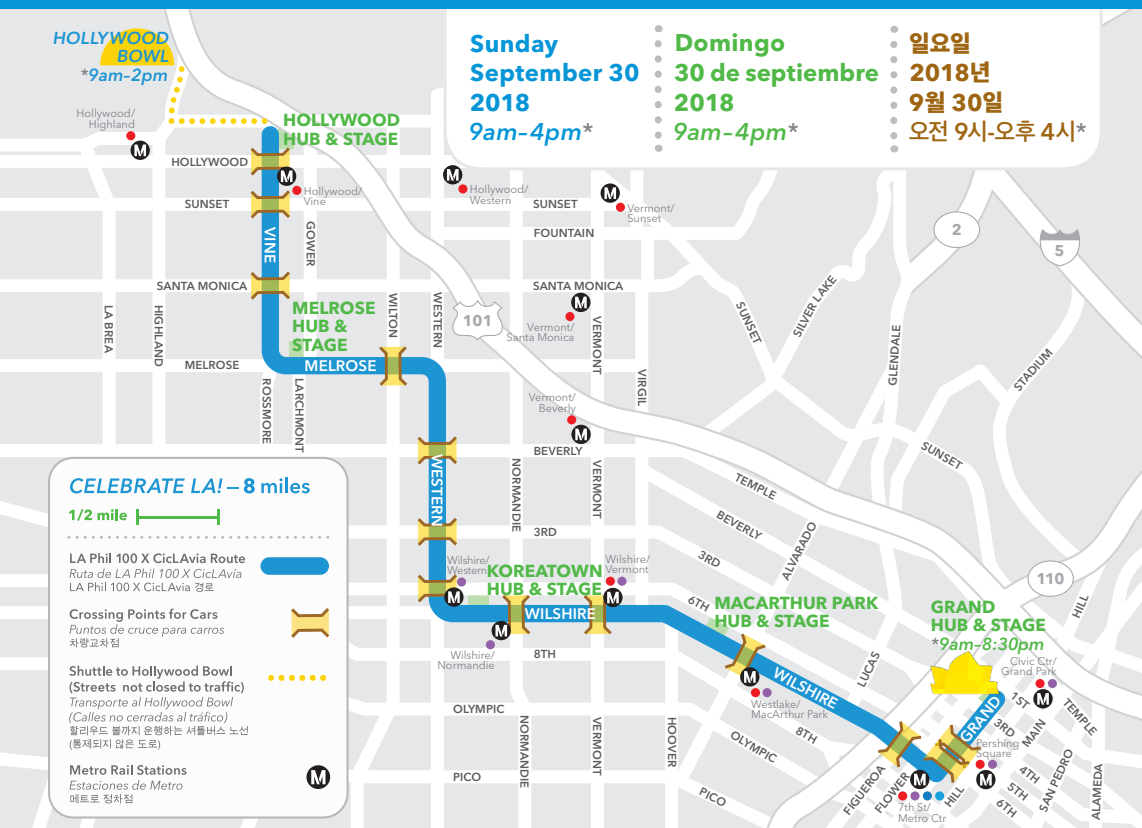 HOLLYWOOD
BOWL
*9am–2pm
Sunday
September 30
2018
9am–4pm*
Domingo
30 de septiembre
2018
9am–4pm*
일요일
2018년
9월 30일
오전 9시-오후 4시*
Hollywood/
Highland
M
HOLLYWOOD
HUB & STAGE
HOLLYWOOD
M
Hollywood/
Vine
M
Hollywood/
Western
M
Vermont/
Sunset
SUNSET
SUNSET
FOUNTAIN
VINE
GOWER
2
5
SANTA MONICA
SANTA MONICA
M
Vermont/
Santa Monica
LA BREA
HIGHLAND
MELROSE
HUB &
STAGE
WILTON
WESTERN
101
VERMONT
SUNSET
SILVER LAKE
GLENDALE
STADIUM
MELROSE
MELROSE
ROSSMORE
LARCHMONT
VIRGIL
Vermont/
Beverly
M
BEVERLY
SUNSET
WESTERN
NORMANDIE
VERMONT
TEMPLE
BEVERLY
3RD
ALVARADO
3RD
110
Wilshire/
Western
M
KOREATOWN
HUB & STAGE
Wilshire/
Vermont
M
WILSHIRE
6TH
MACARTHUR PARK
HUB & STAGE
GRAND
HUB & STAGE
*9am–8:30pm
HILL
M
Wilshire/
Normandie
8TH
M
Westlake/
MacArthur Park
WILSHIRE
LUCAS
Civic Ctr/
Grand Park
M
1ST
TEMPLE
GRAND
3RD
MAIN
OLYMPIC
NORMANDIE
VERMONT
HOOVER
8TH
OLYMPIC
Pershing
Square
M
PICO
PICO
FIGUEROA
FLOWER
M
7th St/
Metro Ctr
HILL
4TH
5TH
6TH
SAN PEDRO
ALAMEDA
CELEBRATE LA! – 8 miles
1/2 mile
LA Phil 100 X CicLAvia Route
Ruta de LA Phil 100 X CicLAvía
LA Phil 100 X CicLAvia 경로
Crossing Points for Cars
Puntos de cruce para carros
차량교차점
Shuttle to Hollywood Bowl
(Streets not closed to traffic)
Transporte al Hollywood Bowl
(Calles no cerradas al tráfico)
할리우드 볼까지 운행하는 셔틀버스 노선
(통제되지 않은 도로)
Metro Rail Stations
Estaciones de Metro
메트로 정차점
M